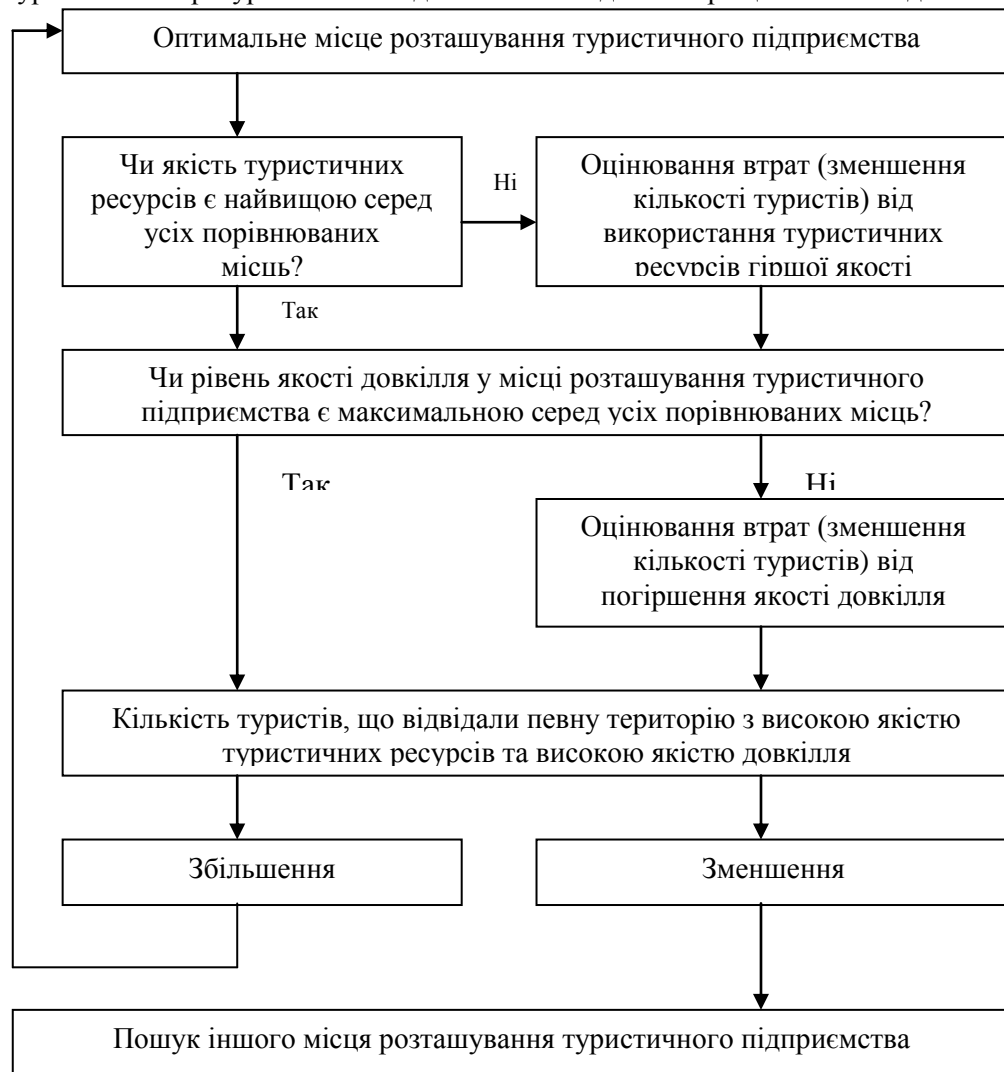 Оптимальне місце розташування туристичного підприємства
Чи якість туристичних
ресурсів є найвищою серед
усіх порівнюваних
місць?
Ні
Оцінювання втрат (зменшення
кількості туристів) від
використання туристичних
ресурсів гіршої якості
Так
Чи рівень якості довкілля у місці розташування туристичного
підприємства є максимальною серед усіх порівнюваних місць?
Так
Ні
Оцінювання втрат (зменшення
кількості туристів) від
погіршення якості довкілля
Кількість туристів, що відвідали певну територію з високою якістю
туристичних ресурсів та високою якістю довкілля
Збільшення
Зменшення
Пошук іншого місця розташування туристичного підприємства